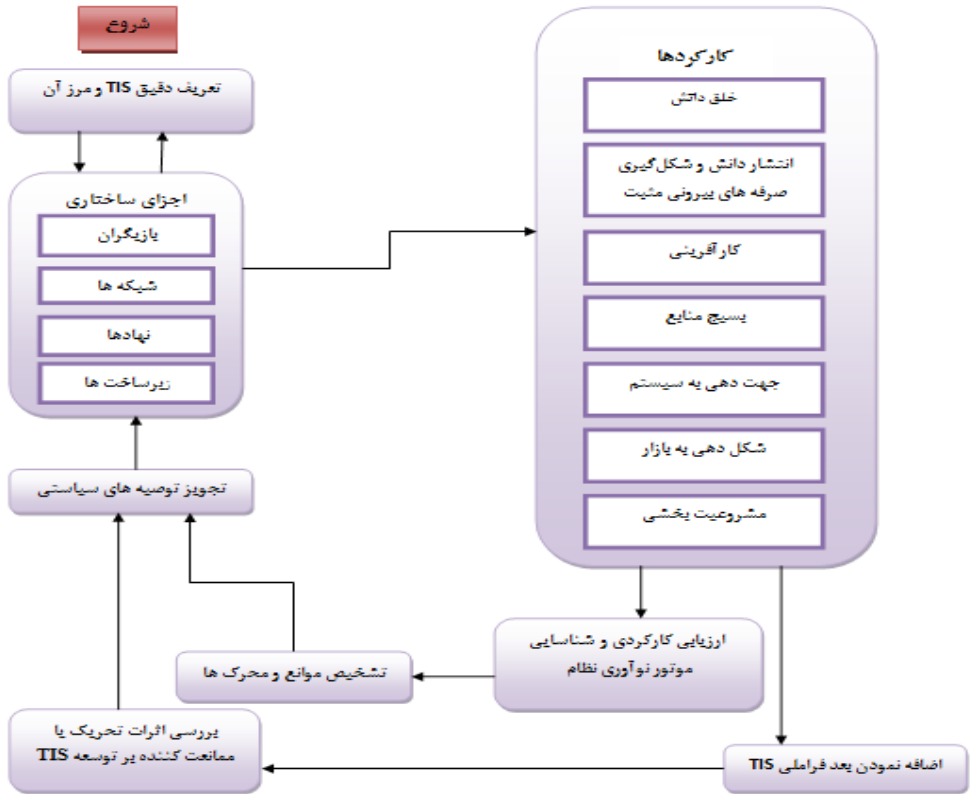 شروع
تعریف دقیق TIS و مرز آن
اجزای ساختاری
بازیگران
شبکه ها
نهادها
زیرساخت ها
تجویز توصیه های سیاستی
کارکردها
خلق دانش
انتشار دانش و شکل‌گیری
صرفه های بیرونی مثبت
کارآفرینی
بسیج منابع
جهت دهی به سیستم
شکل دهی به بازار
مشروعیت بخشی
ارزیابی کارکردی و شناسایی
موتور نوآوری نظام
تشخیص موانع و محرک ها
بررسی اثرات تحریک یا
ممانعت کننده بر توسعه TIS
اضافه نمودن بعد فراملی TIS